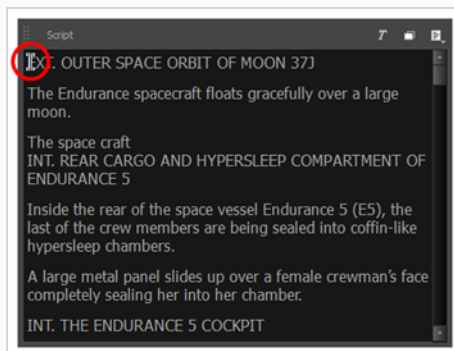 Script T
EXT. OUTER SPACE ORBIT OF MOON 37J
The Endurance spacecraft floats gracefully over a large
moon.
The space craft
INT. REAR CARGO AND HYPERSLEEP COMPARTMENT OF
ENDURANCE 5
Inside the rear of the space vessel Endurance 5 (E5), the
last of the crew members are being sealed into coffin-like
hypersleep chambers.
A large metal panel slides up over a female crewman's face
completely sealing her into her chamber.
INT. THE ENDURANCE 5 COCKPIT